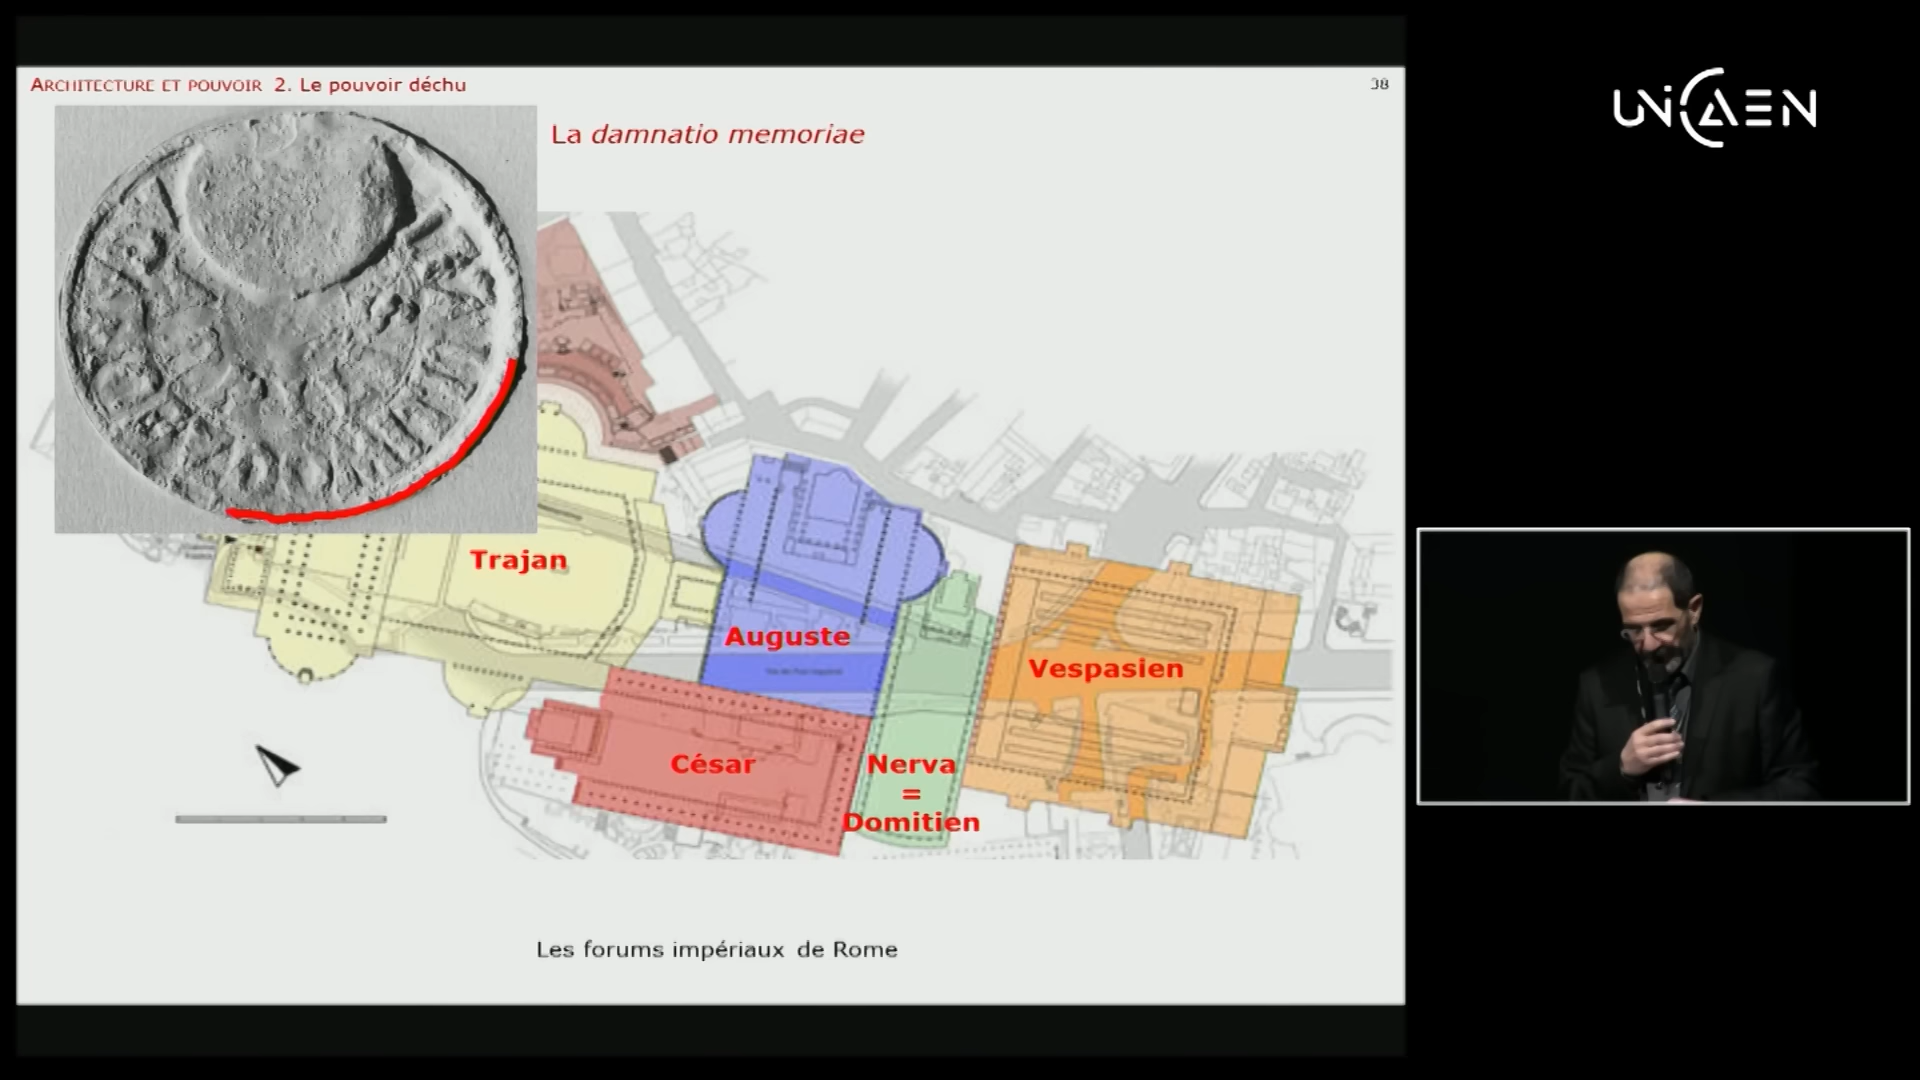 ARCHITECTURE ET POUVOIR 2. Le pouvoir déchu
38
UNICAEN
La damnatio memoriae
Trajan
Auguste
Vespasien
César
Nerva
=
Domitien
Les forums impériaux de Rome